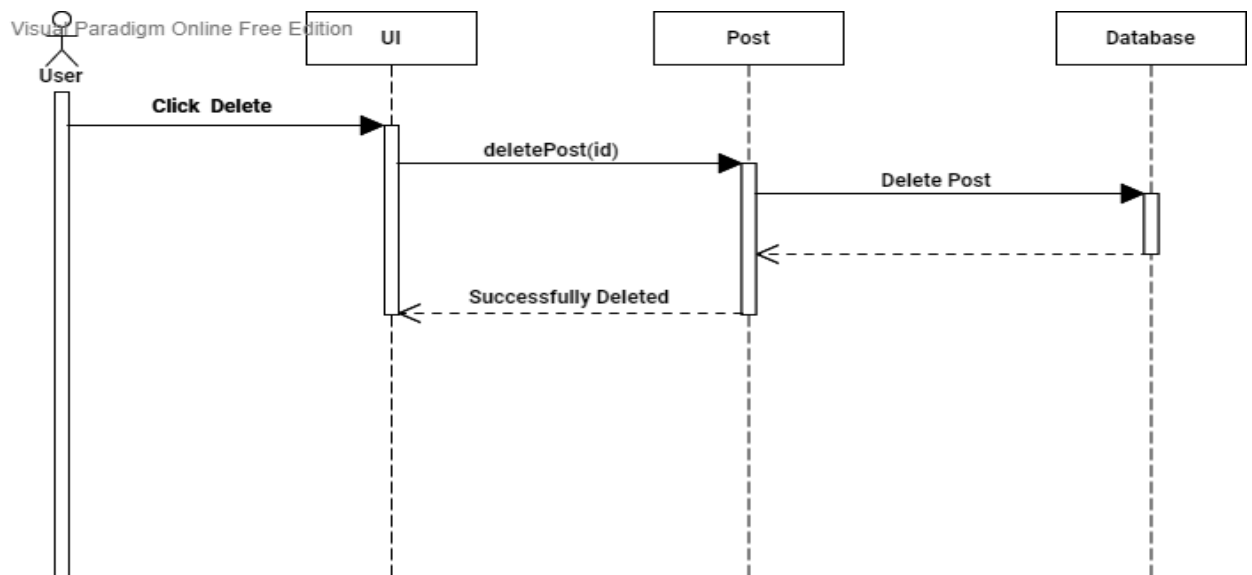 Visual Paradigm Online Free Edition
User
UI
Post
Database
Click Delete
deletePost(id)
Delete Post
Successfully Deleted